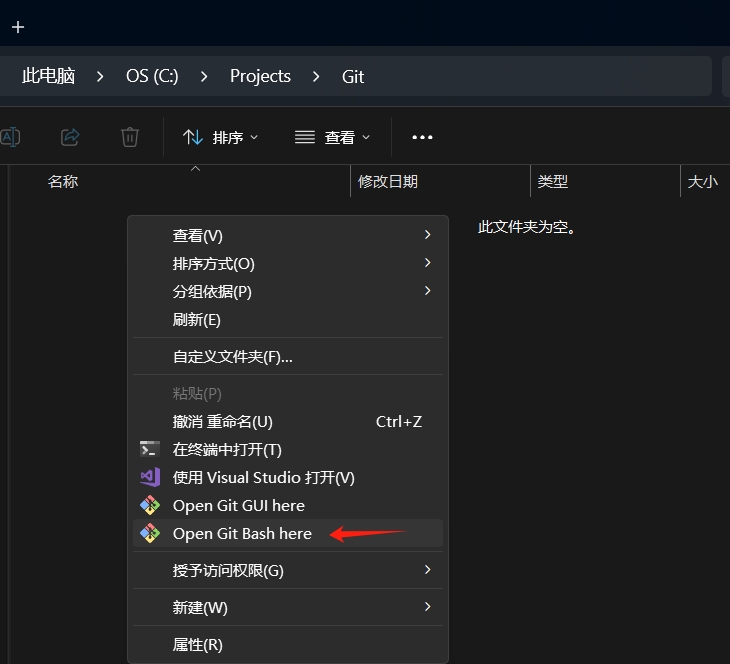 此电脑 > OS (C:) > Projects > Git
排序 查看
名称 修改日期 类型 大小
此文件夹为空。
查看(V)
排序方式(O)
分组依据(P)
刷新(E)
自定义文件夹(F)...
粘贴(P)
撤消 重命名(U) Ctrl+Z
在终端中打开(T)
使用 Visual Studio 打开(V)
Open Git GUI here
Open Git Bash here
授予访问权限(G)
新建(W)
属性(R)